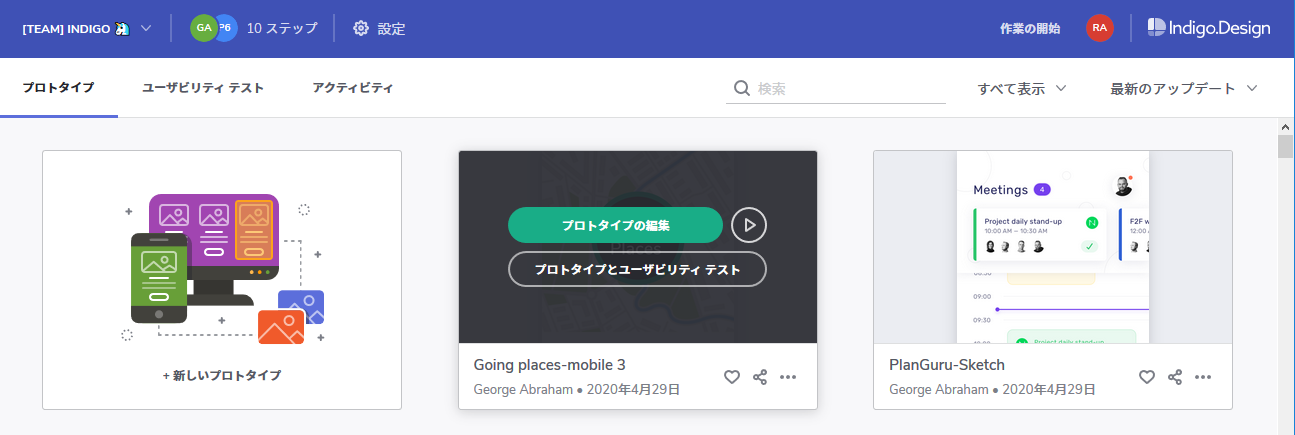 [TEAM] INDIGO
GA P6 10 ステップ
設定
作業の開始
RA
Indigo.Design
プロトタイプ
ユーザビリティ テスト
アクティビティ
検索
すべて表示
最新のアップデート
+ 新しいプロトタイプ
プロトタイプの編集
Places
プロトタイプとユーザビリティ テスト
Going places-mobile 3
George Abraham • 2020年4月29日
Meetings 4
Project daily stand-up
10:00 AM – 10:30 AM
F2F w
12:00
09:00
09:30
Project daily stand-up
PlanGuru-Sketch
George Abraham • 2020年4月29日